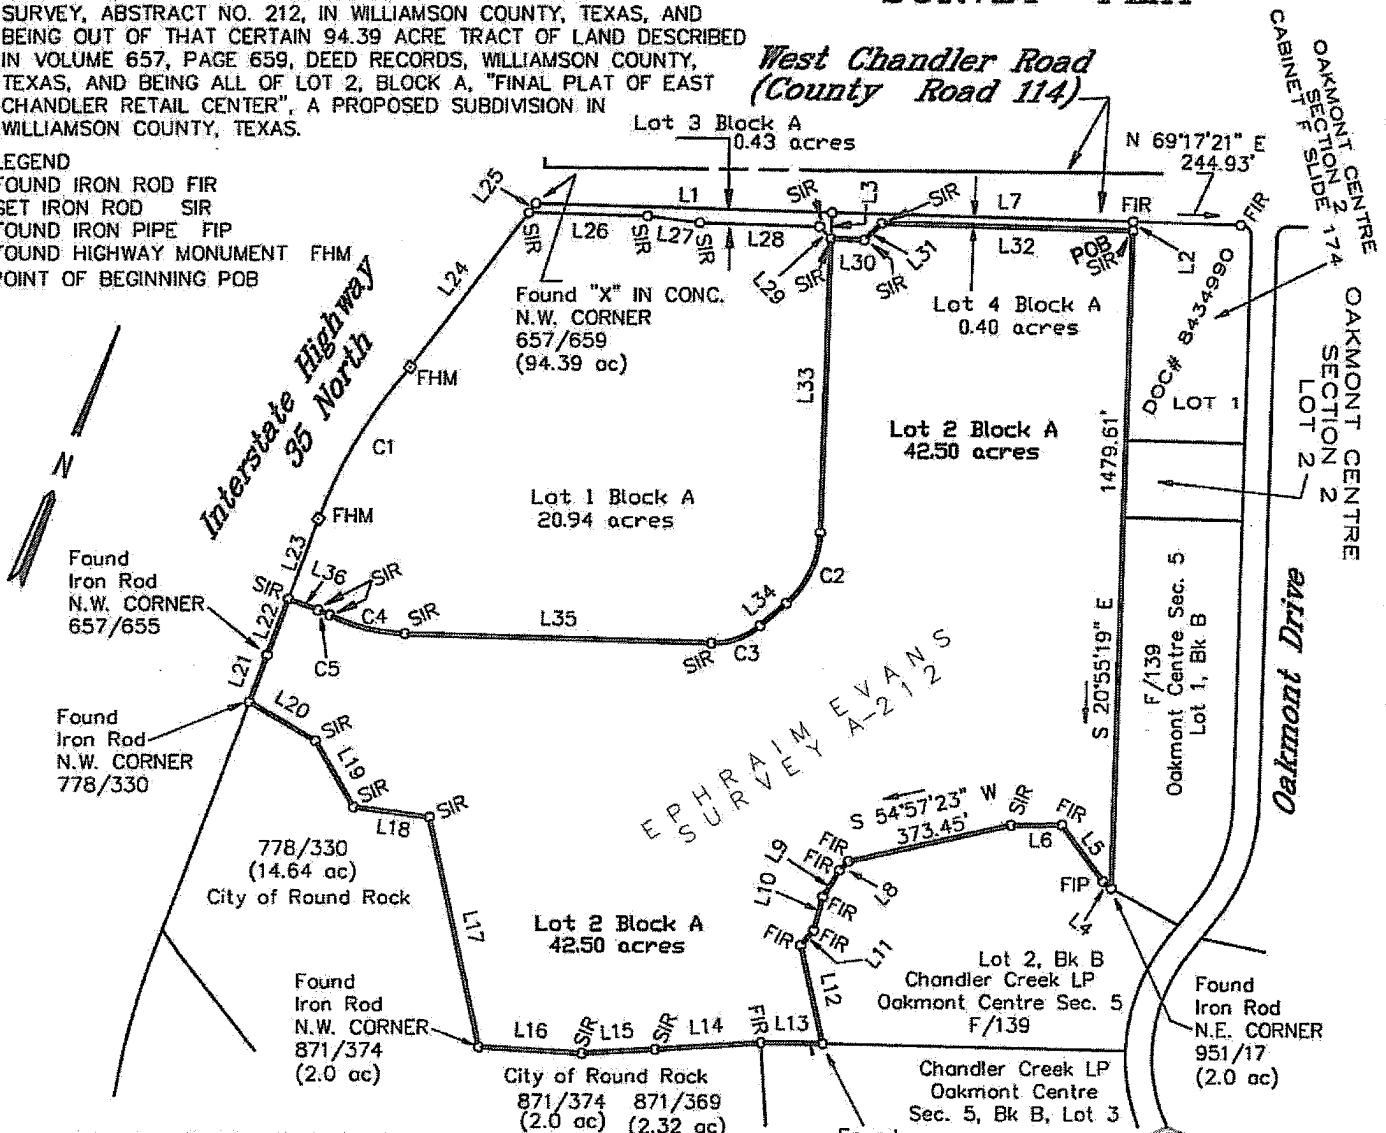 SURVEY, ABSTRACT NO. 212, IN WILLIAMSON COUNTY, TEXAS, AND
BEING OUT OF THAT CERTAIN 94.39 ACRE TRACT OF LAND DESCRIBED
IN VOLUME 657, PAGE 659, DEED RECORDS, WILLIAMSON COUNTY,
TEXAS, AND BEING ALL OF LOT 2, BLOCK A, "FINAL PLAT OF EAST
CHANDLER RETAIL CENTER", A PROPOSED SUBDIVISION IN
WILLIAMSON COUNTY, TEXAS.
LEGEND
FOUND IRON ROD FIR
SET IRON ROD SIR
FOUND IRON PIPE FIP
FOUND HIGHWAY MONUMENT FHM
POINT OF BEGINNING POB
West Chandler Road
(County Road 114)
Lot 3 Block A
0.43 acres
N 69°17'21" E
244.93'
OAKMONT CENTRE
SECTION 2
CABINET F SLIDE 174
L25
L1
SIR
L3
SIR
L7
FIR
FIR
SIR
L26
L27
SIR
L28
L29
SIR
L30
SIR
L31
L32
POB
SIR
L2
L24
Found "X" IN CONC.
N.W. CORNER
657/659
(94.39 ac)
Lot 4 Block A
0.40 acres
DOC# 8434990
LOT 1
OAKMONT CENTRE
SECTION 2
LOT 2
Interstate Highway
35 North
FHM
C1
FHM
L33
N
Lot 2 Block A
42.50 acres
1479.61'
S 20°55'19" E
Lot 1 Block A
20.94 acres
Found
Iron Rod
N.W. CORNER
657/655
L23
SIR
L36
SIR
C4
SIR
L35
SIR
C3
L34
C2
L22
C5
L21
L20
SIR
Found
Iron Rod
N.W. CORNER
778/330
L19
SIR
L18
SIR
EPHRAIM EVANS
SURVEY A-212
Oakmont Centre Sec. 5
Lot 1, Bk B
F/139
Oakmont Drive
778/330
(14.64 ac)
City of Round Rock
S 54°57'23" W
373.45'
SIR
L6
FIR
L5
FIP
L4
FIR
FIR
L8
L9
L10
FIR
FIR
L11
FIR
L12
L17
Lot 2 Block A
42.50 acres
Lot 2, Bk B
Chandler Creek LP
Oakmont Centre Sec. 5
F/139
Found
Iron Rod
N.E. CORNER
951/17
(2.0 ac)
Found
Iron Rod
N.W. CORNER
871/374
(2.0 ac)
L16
SIR
L15
SIR
L14
FIR
L13
City of Round Rock
871/374 871/369
(2.0 ac) (2.32 ac)
Chandler Creek LP
Oakmont Centre
Sec. 5, Bk B, Lot 3